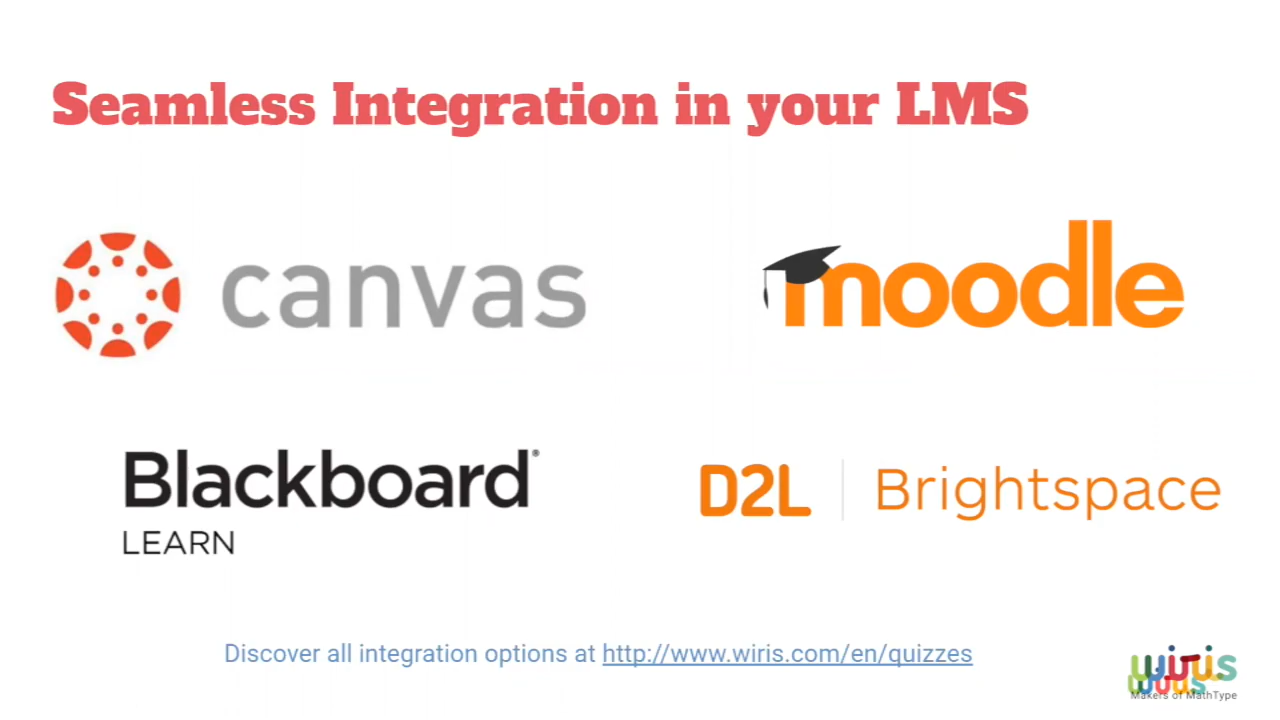 Seamless Integration in your LMS
canvas
moodle
Blackboard®
LEARN
D2L | Brightspace
Discover all integration options at http://www.wiris.com/en/quizzes
wiris
Makers of MathType